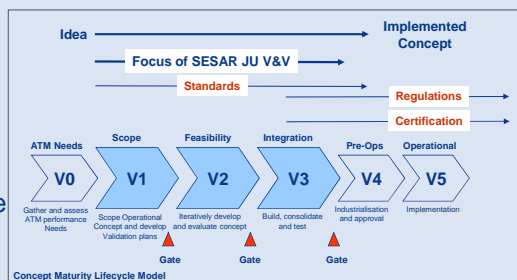 Idea
Implemented
Concept
Focus of SESAR JU V&V
Standards
Regulations
Certification
ATM Needs
Scope
Feasibility
Integration
Pre-Ops
Operational
V0
V1
V2
V3
V4
V5
Gather and assess
ATM performance
Needs
Scope Operational
Concept and develop
Validation plans
Iteratively develop
and evaluate concept
Build, consolidate
and test
Industrialisation
and approval
Implementation
Gate
Gate
Gate
Concept Maturity Lifecycle Model